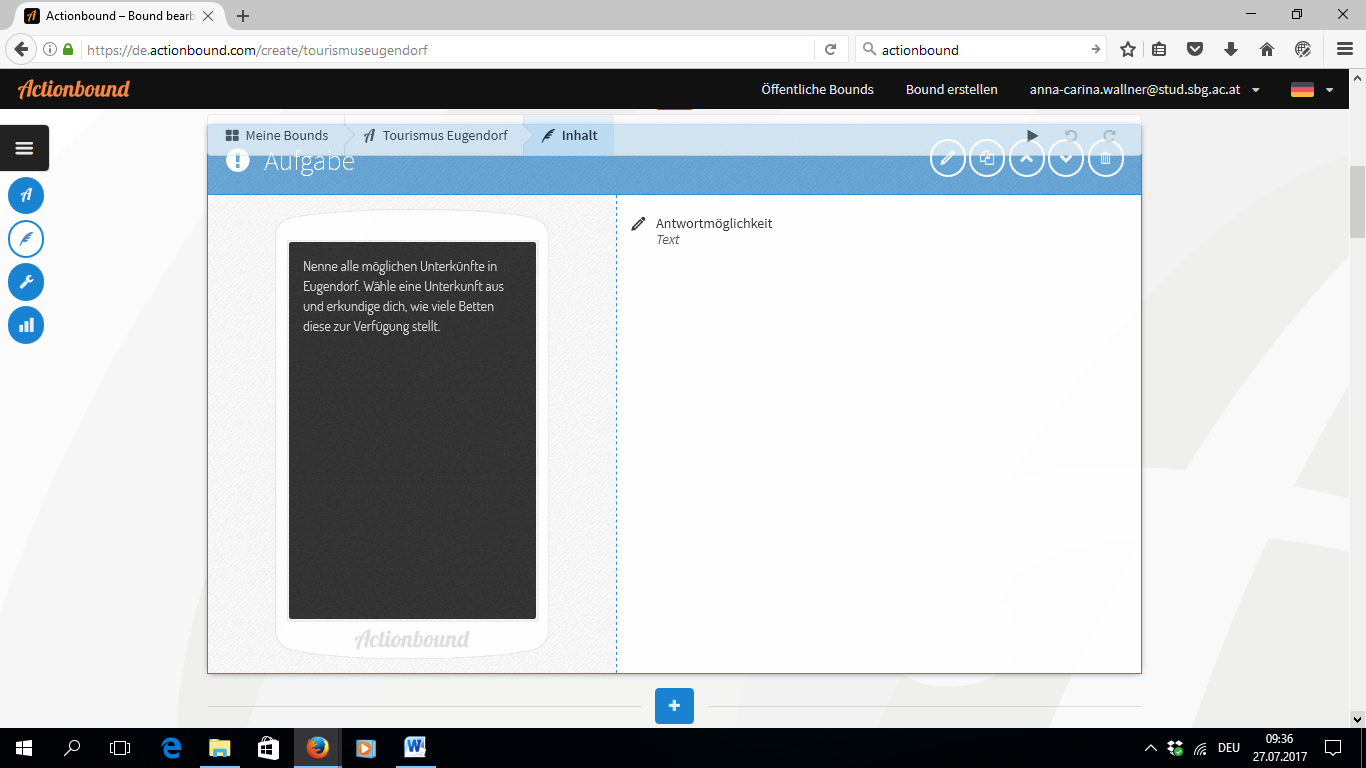 Actionbound – Bound bearb
https://de.actionbound.com/create/tourismuseugendorf
actionbound
Actionbound
Öffentliche Bounds
Bound erstellen
anna-carina.wallner@stud.sbg.ac.at
Meine Bounds
Tourismus Eugendorf
Inhalt
Aufgabe
Nenne alle möglichen Unterkünfte in
Eugendorf. Wähle eine Unterkunft aus
und erkundige dich, wie viele Betten
diese zur Verfügung stellt.
Actionbound
Antwortmöglichkeit
Text
DEU
09:36
27.07.2017